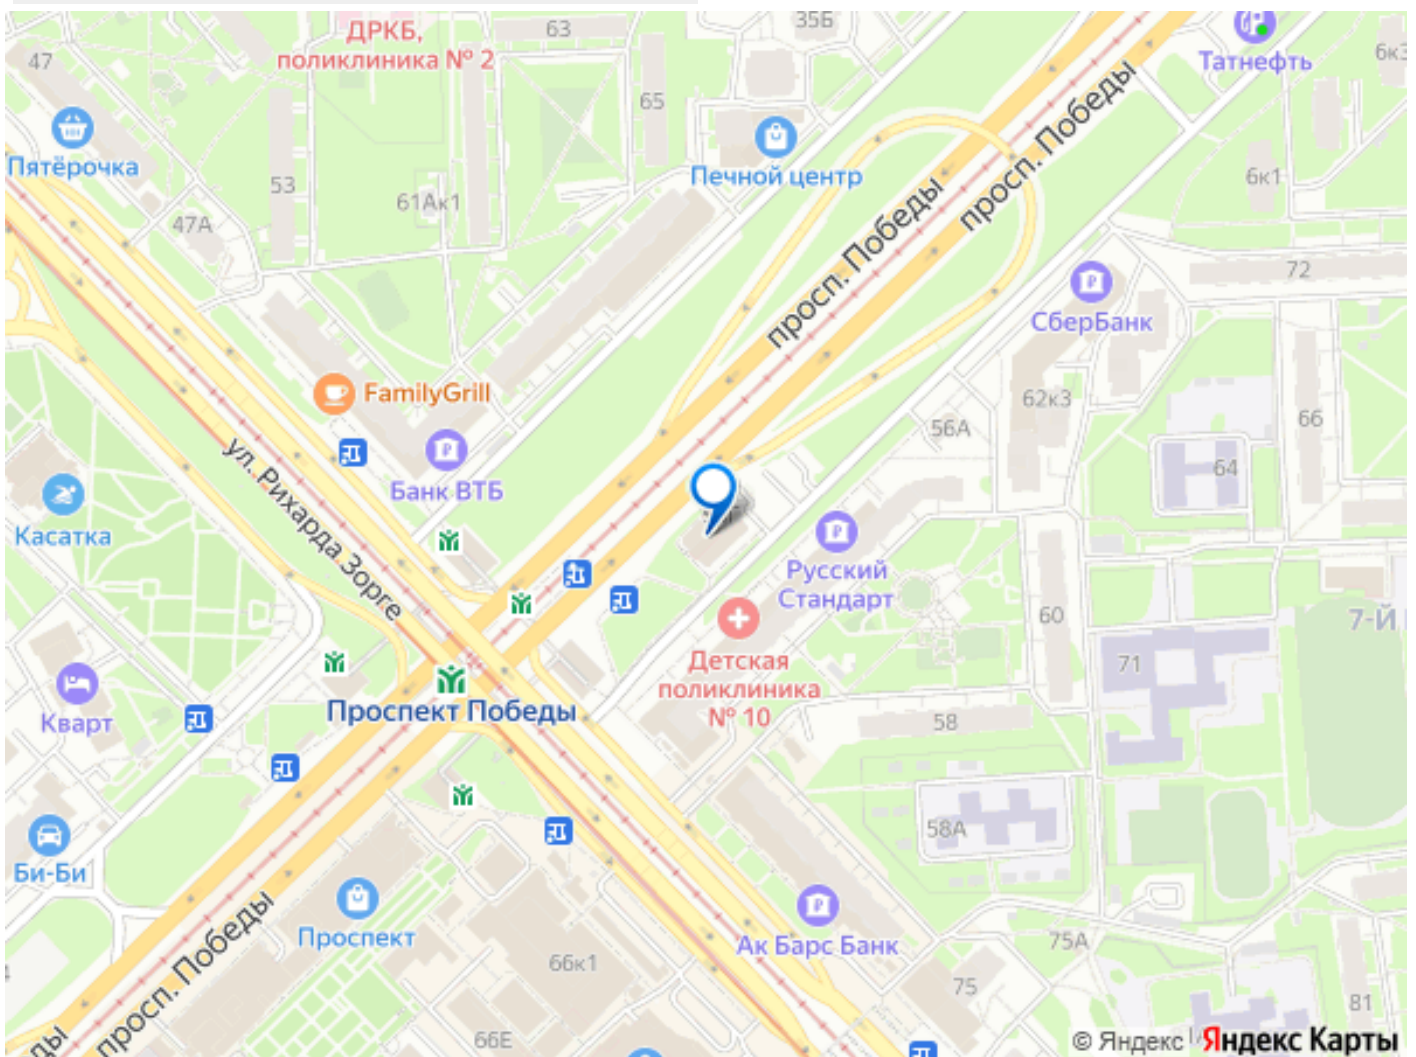 35Б
63
ДРКБ,
поликлиника № 2
47
Татнефть
6к3
65
просп. Победы
Пятёрочка
Печной центр
53
61Ак1
6к1
просп. Победы
47А
72
СберБанк
FamilyGrill
62к3
66
56А
ул. Рихарда Зорге
Банк ВТБ
64
Касатка
Русский
Стандарт
60
7-Й
Детская
поликлиника
№ 10
71
Кварт
Проспект Победы
58
58А
Би-Би
просп. Победы
Проспект
Ак Барс Банк
75А
66к1
75
81
66Е
© Яндекс Яндекс Карты